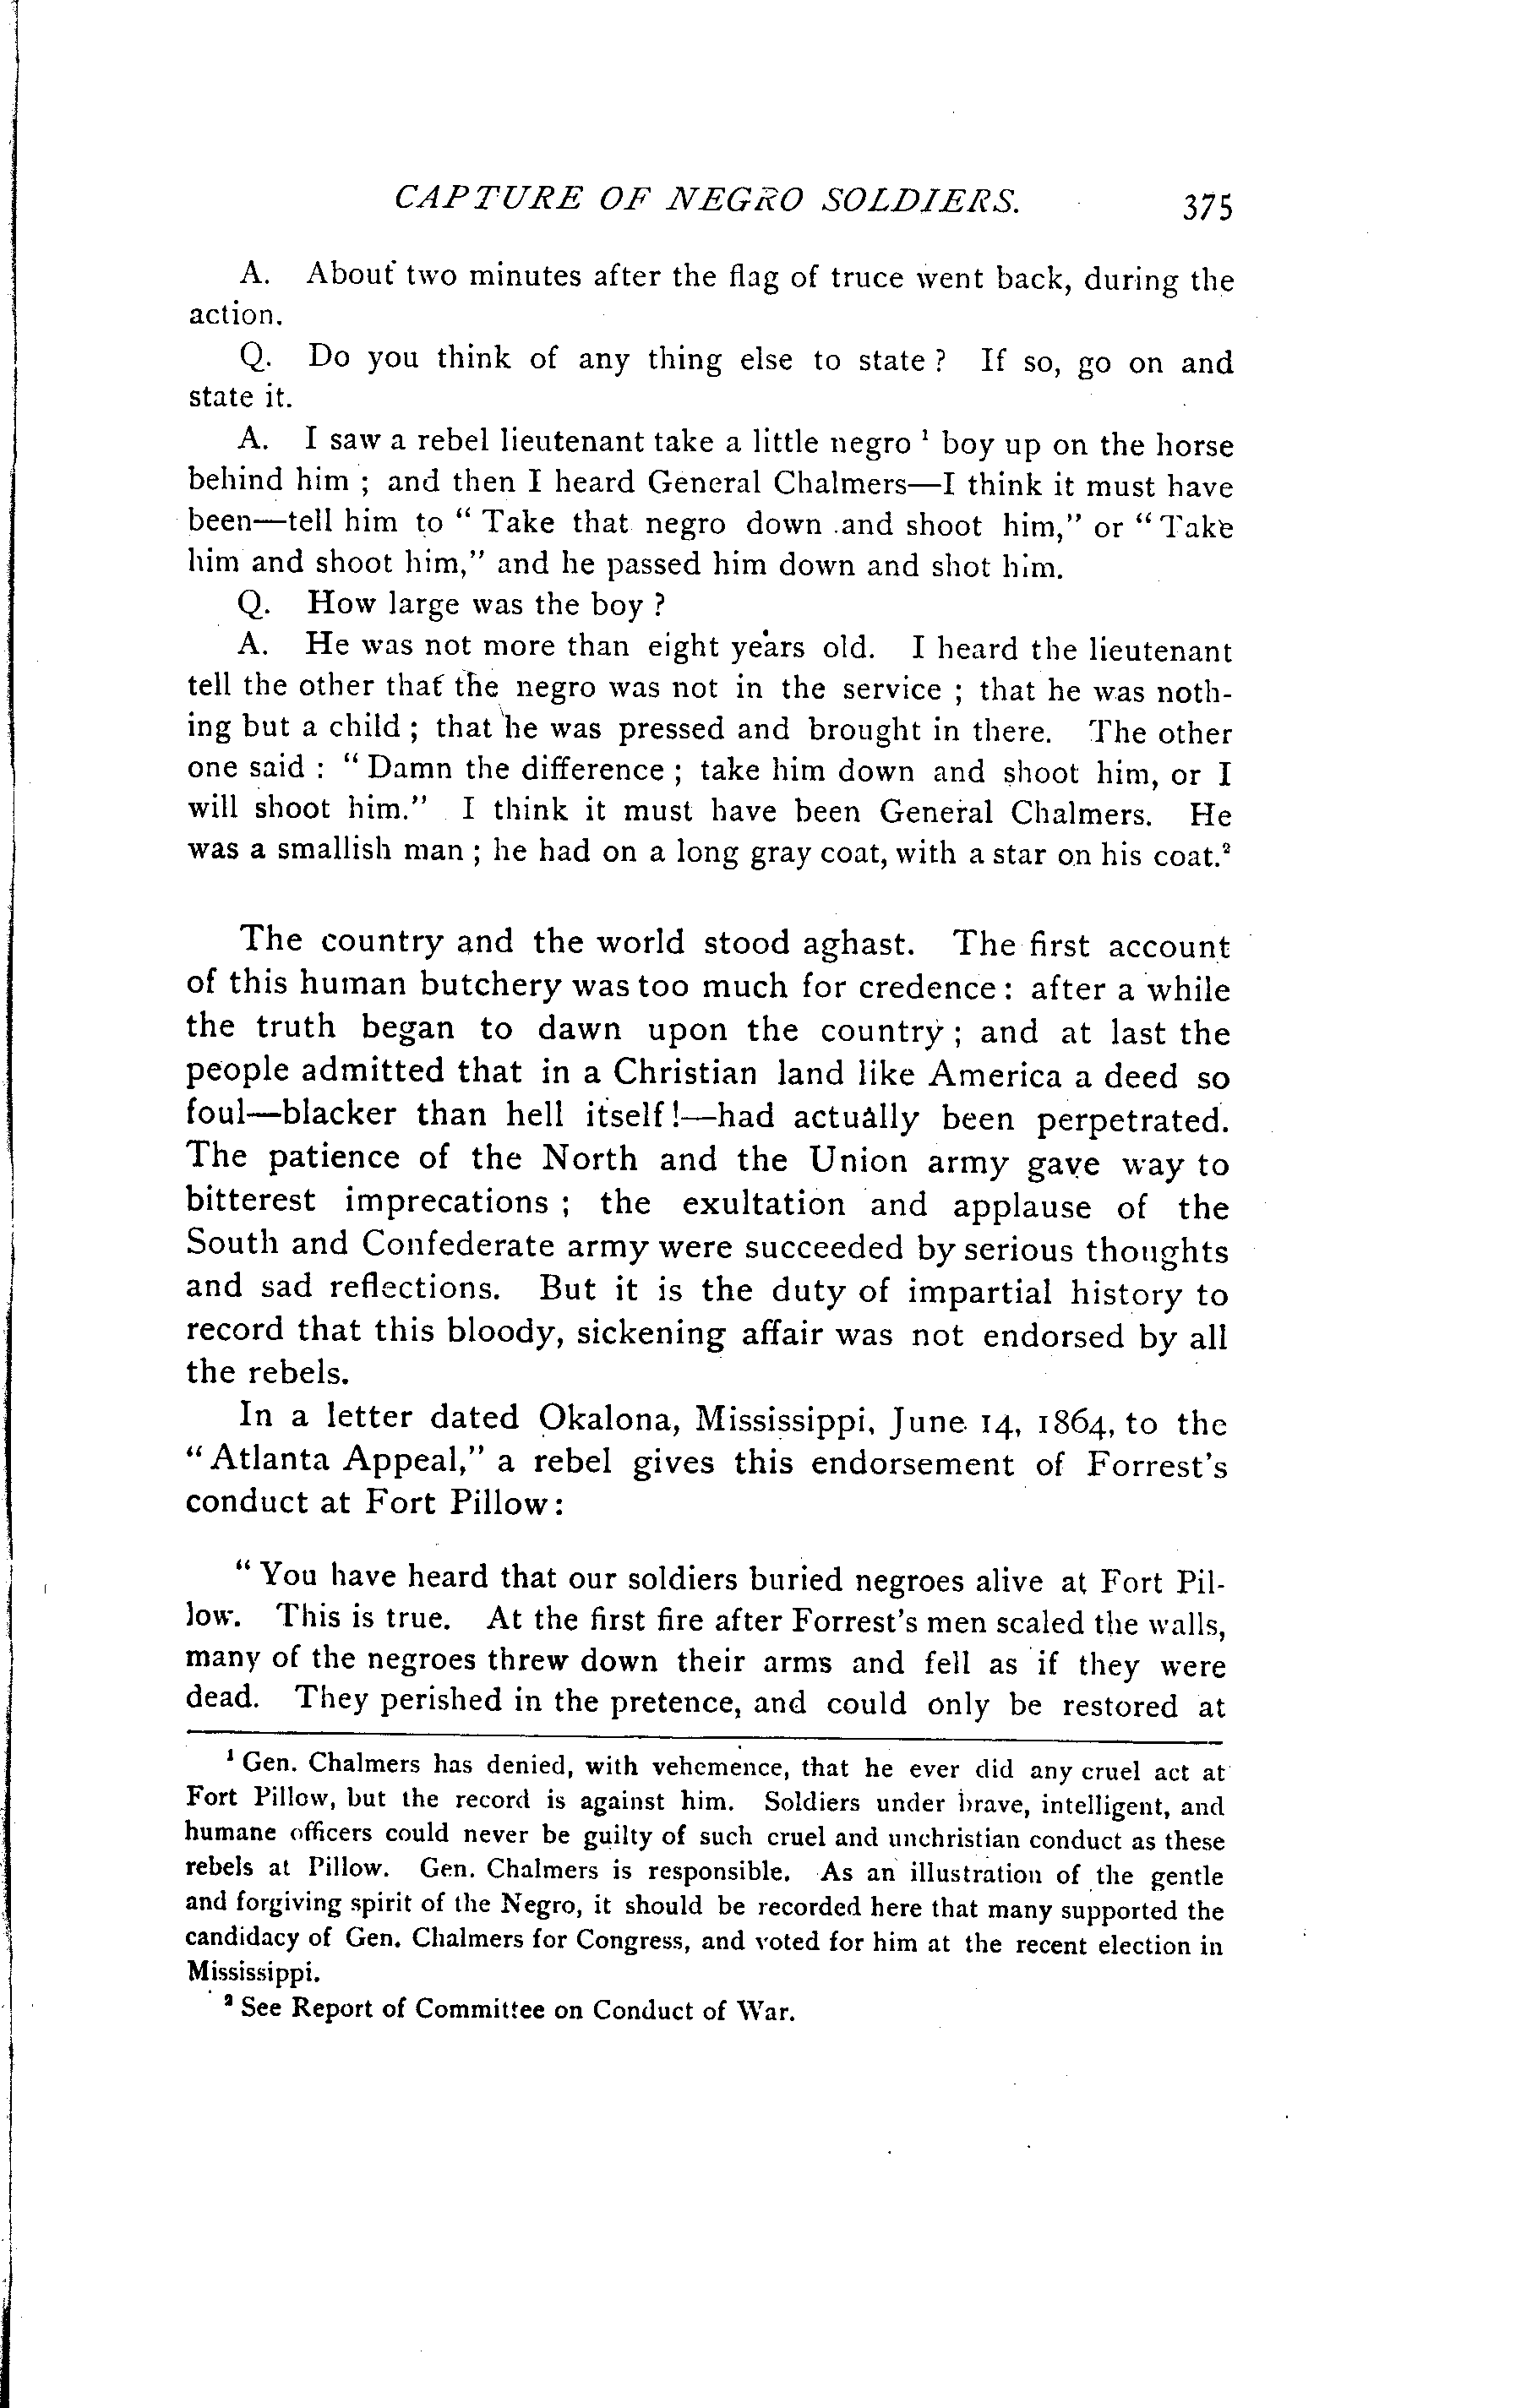 CAPTURE OF NEGRO SOLDIERS. 375
A. About two minutes after the flag of truce went back, during the
action.
Q. Do you think of any thing else to state ? If so, go on and
state it.
A. I saw a rebel lieutenant take a little negro ¹ boy up on the horse
behind him ; and then I heard General Chalmers—I think it must have
been—tell him to “ Take that negro down and shoot him,” or “ Take
him and shoot him,” and he passed him down and shot him.
Q. How large was the boy ?
A. He was not more than eight years old. I heard the lieutenant
tell the other that the negro was not in the service ; that he was noth-
ing but a child ; that he was pressed and brought in there. The other
one said : “ Damn the difference ; take him down and shoot him, or I
will shoot him.” I think it must have been General Chalmers. He
was a smallish man ; he had on a long gray coat, with a star on his coat.²
The country and the world stood aghast. The first account
of this human butchery was too much for credence : after a while
the truth began to dawn upon the country ; and at last the
people admitted that in a Christian land like America a deed so
foul—blacker than hell itself !—had actually been perpetrated.
The patience of the North and the Union army gave way to
bitterest imprecations ; the exultation and applause of the
South and Confederate army were succeeded by serious thoughts
and sad reflections. But it is the duty of impartial history to
record that this bloody, sickening affair was not endorsed by all
the rebels.
In a letter dated Okalona, Mississippi, June 14, 1864, to the
“ Atlanta Appeal,” a rebel gives this endorsement of Forrest’s
conduct at Fort Pillow :
“ You have heard that our soldiers buried negroes alive at Fort Pil-
low. This is true. At the first fire after Forrest’s men scaled the walls,
many of the negroes threw down their arms and fell as if they were
dead. They perished in the pretence, and could only be restored at
¹ Gen. Chalmers has denied, with vehemence, that he ever did any cruel act at
Fort Pillow, but the record is against him. Soldiers under brave, intelligent, and
humane officers could never be guilty of such cruel and unchristian conduct as these
rebels at Pillow. Gen. Chalmers is responsible. As an illustration of the gentle
and forgiving spirit of the Negro, it should be recorded here that many supported the
candidacy of Gen. Chalmers for Congress, and voted for him at the recent election in
Mississippi.
² See Report of Committee on Conduct of War.